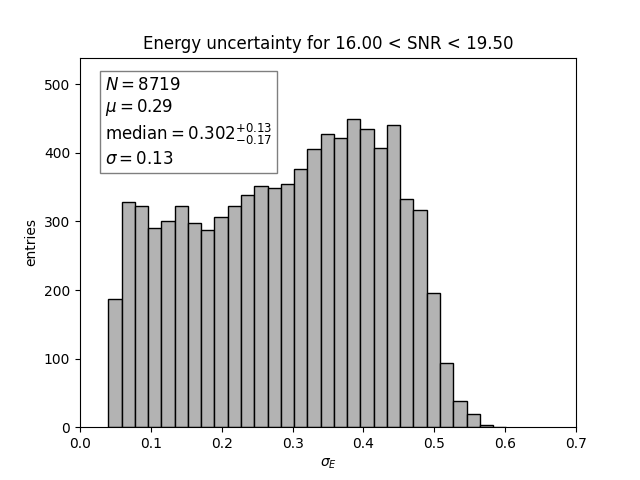 Energy uncertainty for 16.00 < SNR < 19.50
N = 8719
μ = 0.29
median = 0.302 +0.13 −0.17
σ = 0.13
500
400
300
200
100
0
entries
0.0 0.1 0.2 0.3 0.4 0.5 0.6 0.7
σ_E